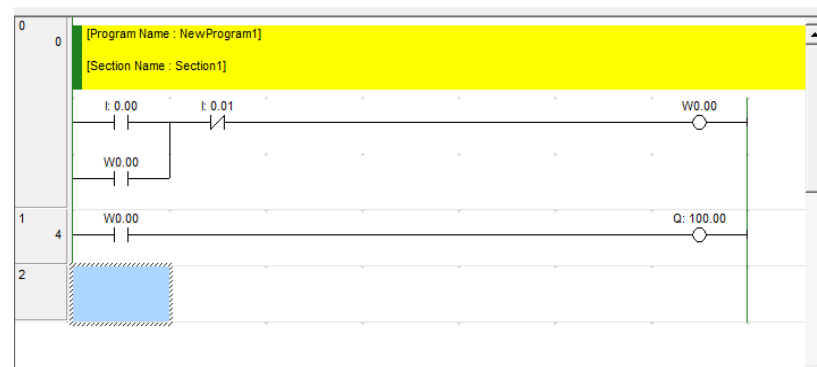 0
0
[Program Name : NewProgram1]
[Section Name : Section1]
I: 0.00 I: 0.01 W0.00
W0.00
1
W0.00 Q: 100.00
4
2